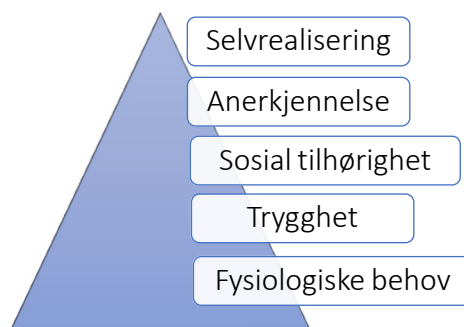 Selvrealisering
Anerkjennelse
Sosial tilhørighet
Trygghet
Fysiologiske behov